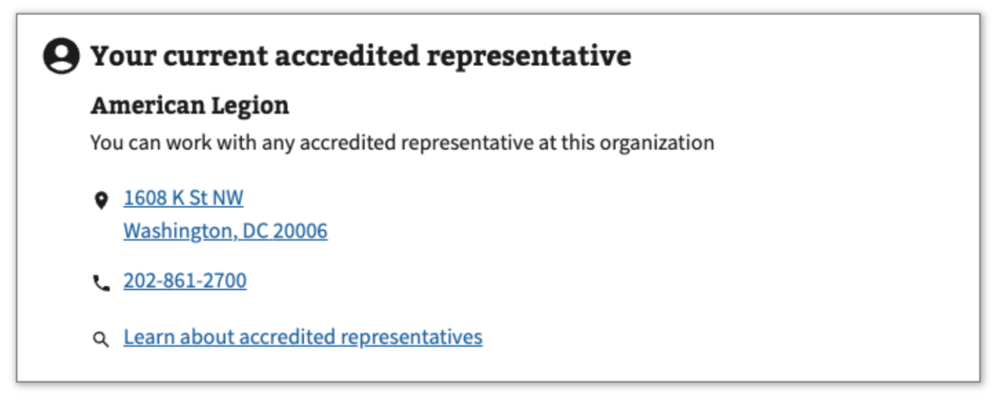 Your current accredited representative
American Legion
You can work with any accredited representative at this organization
1608 K St NW
Washington, DC 20006
202-861-2700
Learn about accredited representatives